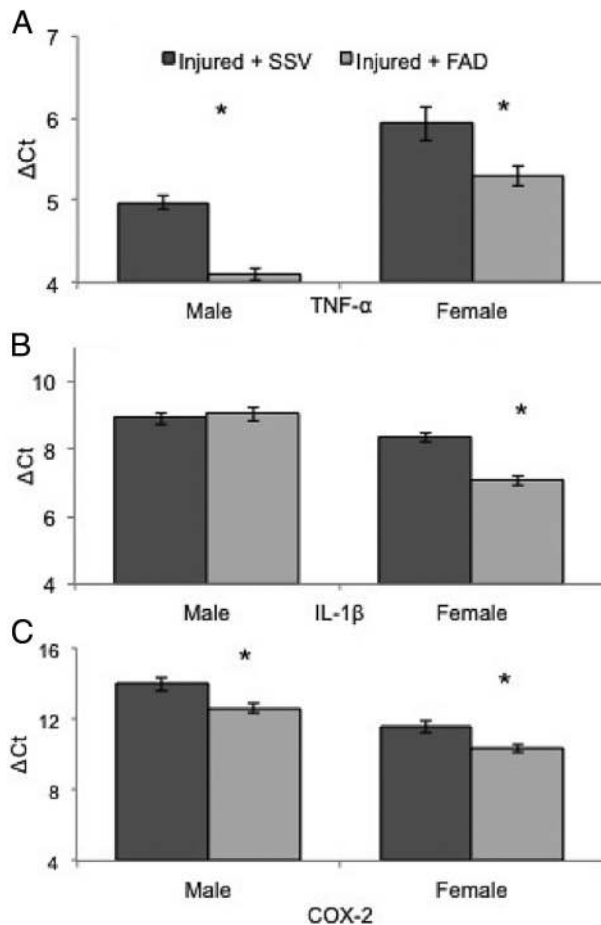 A
7
■Injured + SSV ■Injured + FAD
*
*
6
ΔCt
5
4
Male
TNF-α
Female
B
10
*
8
ΔCt
6
4
Male
IL-1β
Female
C
16
*
*
12
ΔCt
8
4
Male
Female
COX-2